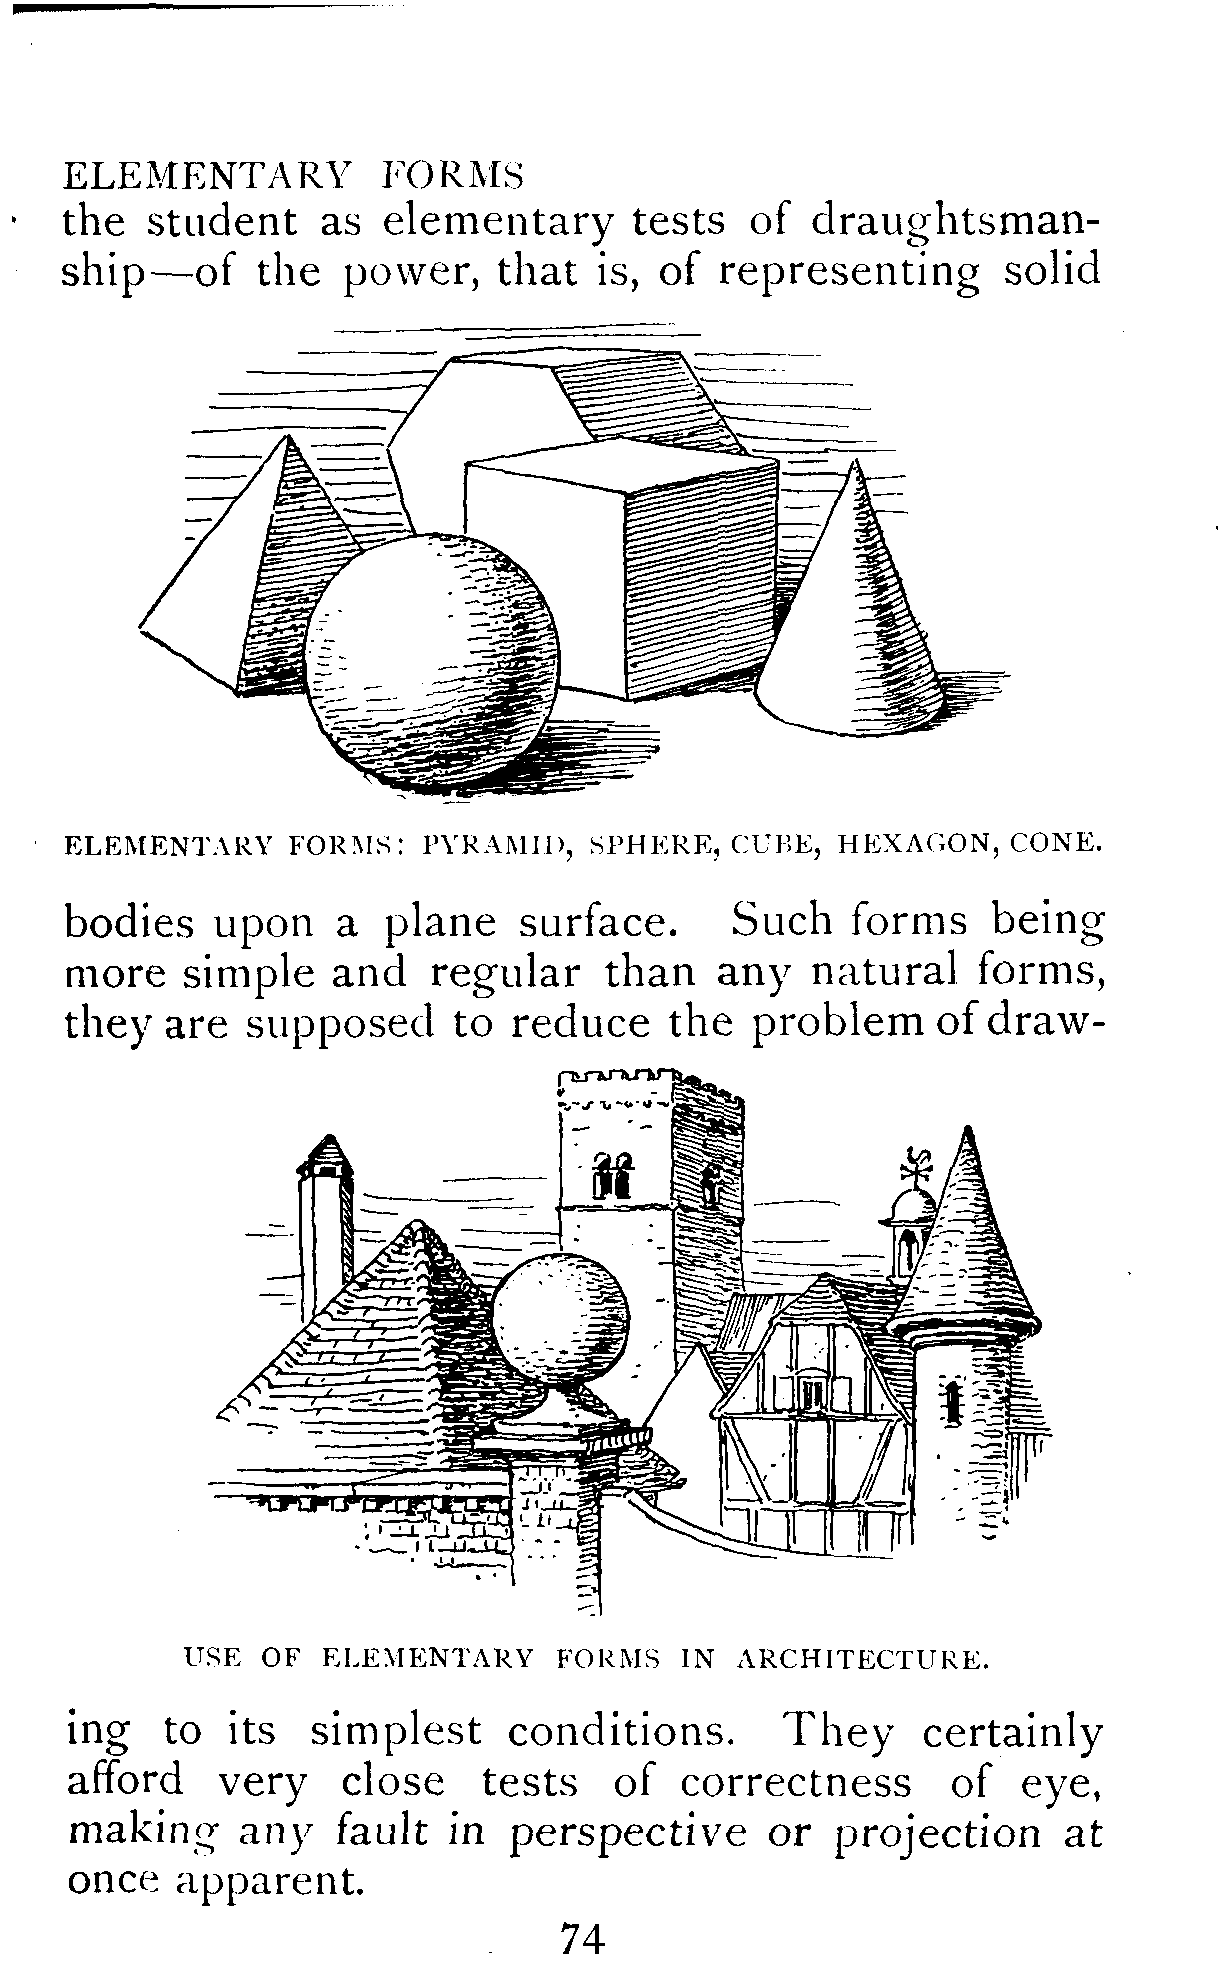 ELEMENTARY FORMS
the student as elementary tests of draughtsman-
ship—of the power, that is, of representing solid
ELEMENTARY FORMS: PYRAMID, SPHERE, CUBE, HEXAGON, CONE.
bodies upon a plane surface. Such forms being
more simple and regular than any natural forms,
they are supposed to reduce the problem of draw-
USE OF ELEMENTARY FORMS IN ARCHITECTURE.
ing to its simplest conditions. They certainly
afford very close tests of correctness of eye,
making any fault in perspective or projection at
once apparent.
74